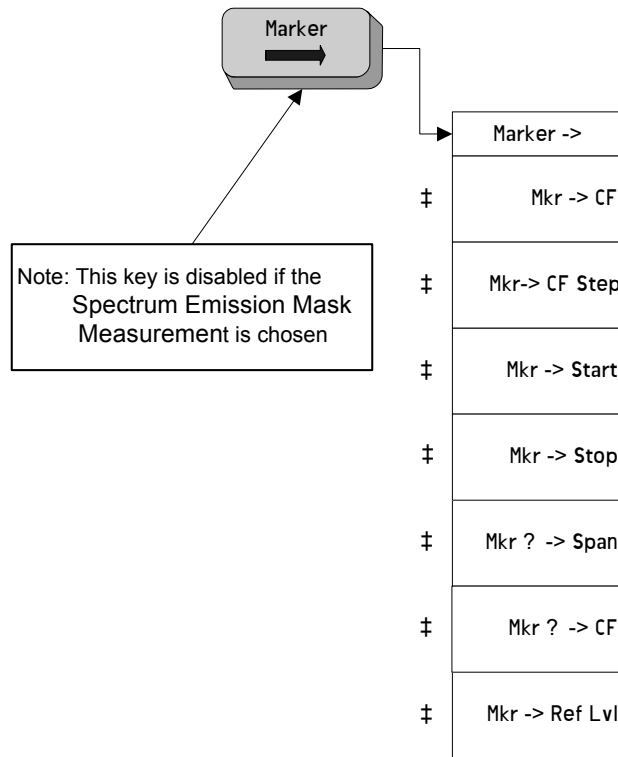 Marker
Marker ->
‡ Mkr -> CF
Note: This key is disabled if the
Spectrum Emission Mask
Measurement is chosen
‡ Mkr-> CF Step
‡ Mkr -> Start
‡ Mkr -> Stop
‡ Mkr ? -> Span
‡ Mkr ? -> CF
‡ Mkr -> Ref Lvl